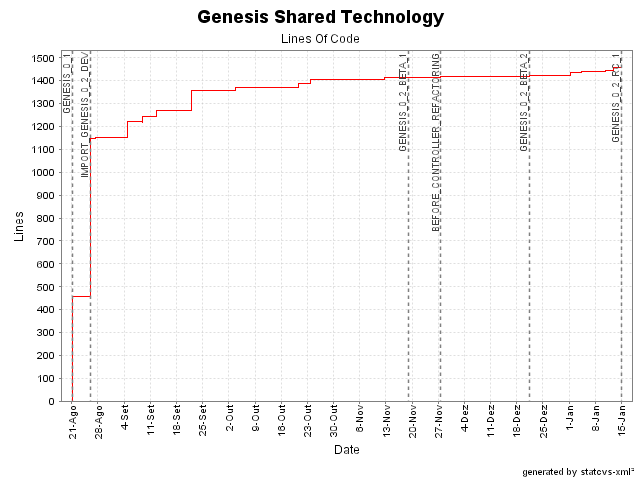 Genesis Shared Technology
Lines Of Code
1500
1400
1300
1200
1100
1000
900
800
700
600
500
400
300
200
100
0
Lines
GENESIS_0_1
IMPORT_GENESIS_0_2_DEV
GENESIS_0_2_BETA_1
BEFORE_CONTROLLER_REFACTORING
GENESIS_0_2_BETA_2
GENESIS_0_2_RC_1
21-Ago
28-Ago
4-Set
11-Set
18-Set
25-Set
2-Out
9-Out
16-Out
23-Out
30-Out
6-Nov
13-Nov
20-Nov
27-Nov
4-Dez
11-Dez
18-Dez
25-Dez
1-Jan
8-Jan
15-Jan
Date
generated by statcvs-xml²